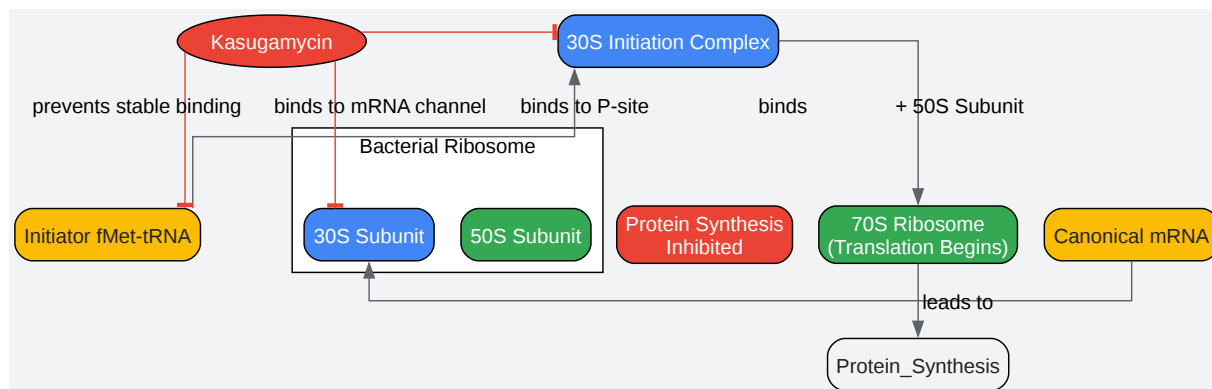 Kasugamycin
30S Initiation Complex
prevents stable binding
binds to mRNA channel
binds to P-site
binds
+ 50S Subunit
Bacterial Ribosome
Initiator fMet-tRNA
30S Subunit
50S Subunit
Protein Synthesis
Inhibited
70S Ribosome
(Translation Begins)
Canonical mRNA
leads to
Protein_Synthesis